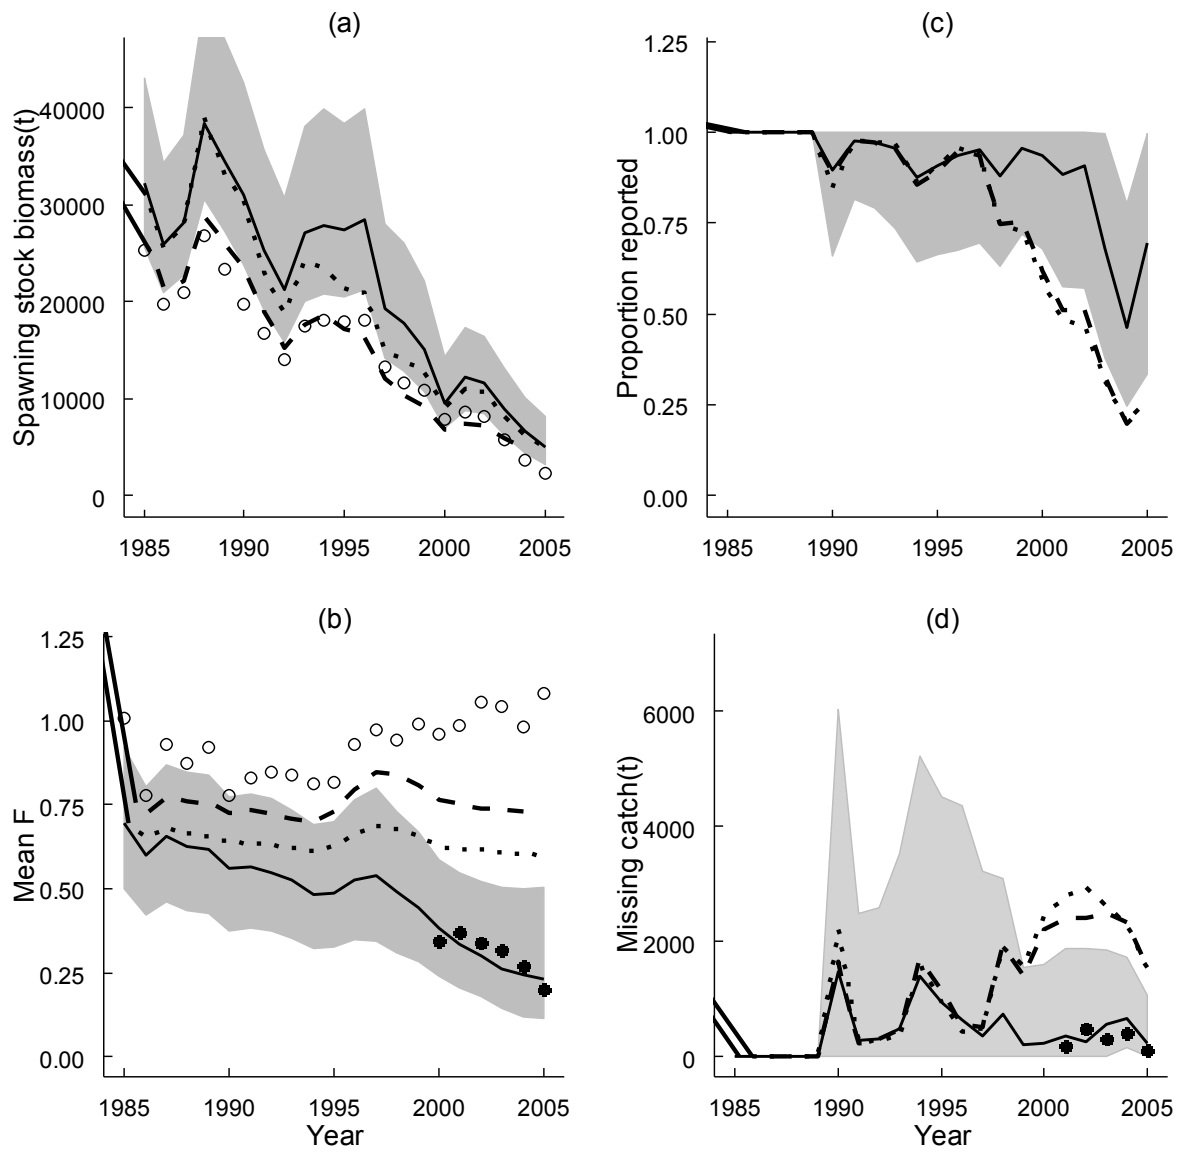 (a)
Spawning stock biomass(t)
40000
30000
20000
10000
0
1985 1990 1995 2000 2005
(c)
Proportion reported
1.25
1.00
0.75
0.50
0.25
0.00
1985 1990 1995 2000 2005
(b)
Mean F
1.25
1.00
0.75
0.50
0.25
0.00
1985 1990 1995 2000 2005
Year
(d)
Missing catch(t)
6000
4000
2000
0
1985 1990 1995 2000 2005
Year